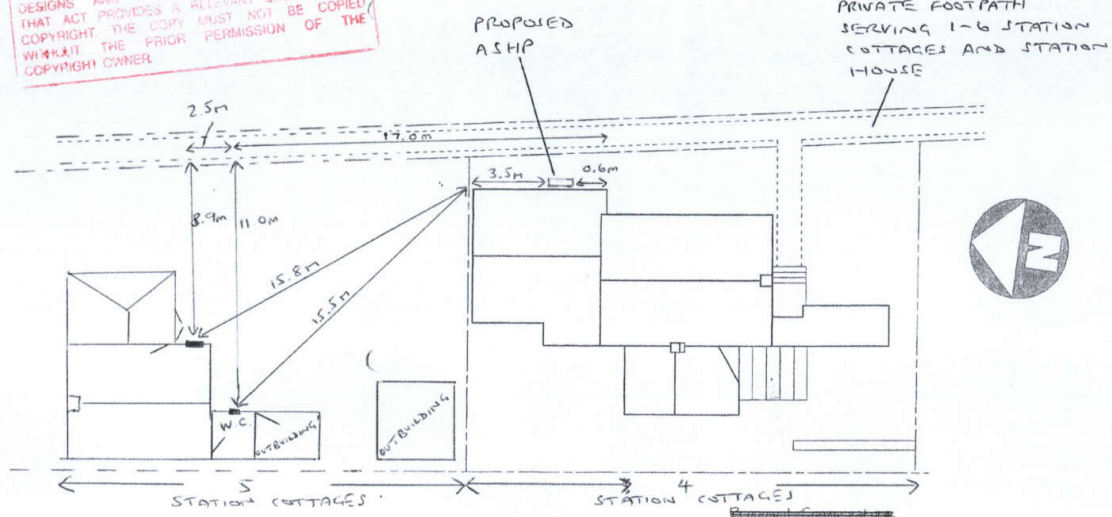 DESIGNS AND
THAT ACT PROVIDES A RELEVANT
COPYRIGHT THE COPY MUST NOT BE COPIED
WITHOUT THE PRIOR PERMISSION OF THE
COPYRIGHT OWNER
PROPOSED
ASHP
PRIVATE FOOTPATH
SERVING 1-6 STATION
COTTAGES AND STATION
HOUSE
2.5m
17.0m
3.5m
0.6m
8.9m
11.0m
15.8m
15.5m
N
W.C.
OUTBUILDING
OUTBUILDING
5
STATION COTTAGES
4
STATION COTTAGES